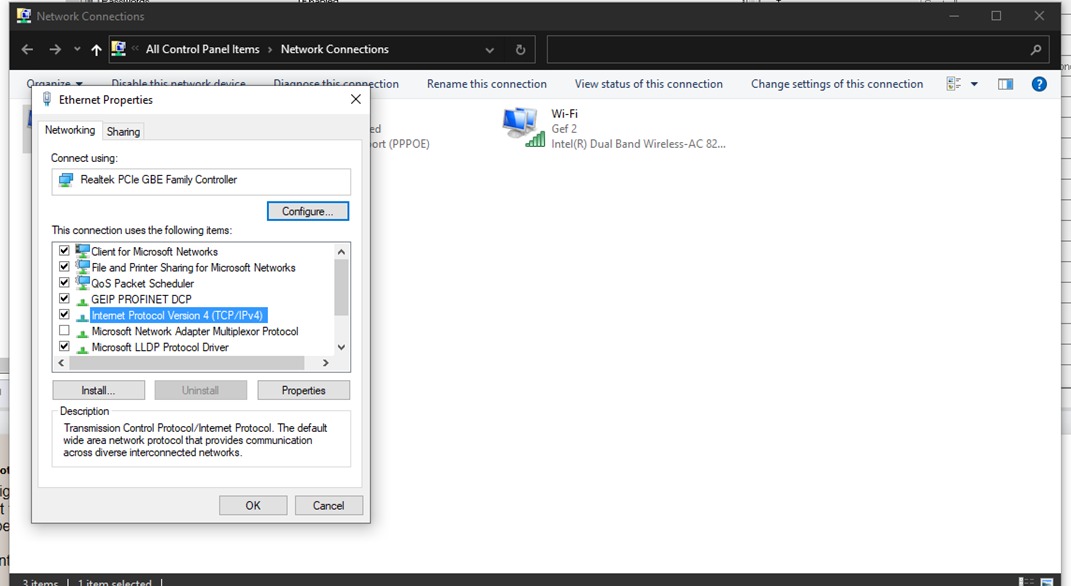 Network Connections
All Control Panel Items › Network Connections
Organize Disable this network device Diagnose this connection Rename this connection View status of this connection Change settings of this connection
Ethernet Properties
Networking Sharing
Connect using:
Realtek PCIe GBE Family Controller
Configure...
This connection uses the following items:
Client for Microsoft Networks
File and Printer Sharing for Microsoft Networks
QoS Packet Scheduler
GEIP PROFINET DCP
Internet Protocol Version 4 (TCP/IPv4)
Microsoft Network Adapter Multiplexor Protocol
Microsoft LLDP Protocol Driver
Install... Uninstall Properties
Description
Transmission Control Protocol/Internet Protocol. The default
wide area network protocol that provides communication
across diverse interconnected networks.
OK Cancel
(PPPOE)
Wi-Fi
Gef 2
Intel(R) Dual Band Wireless-AC 82...
3 items 1 item selected